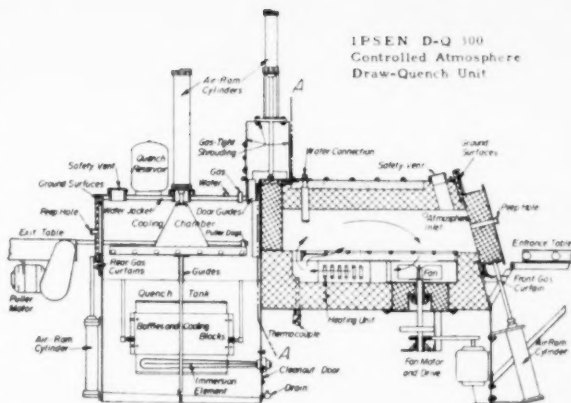 IPSEN D-Q 300
Controlled Atmosphere
Draw-Quench Unit
Air-Ram
Cylinders
A
Gas-Tight
Shrouding
Water Connection
Safety Vent
Ground
Surfaces
Safety Vent
Quench
Reservoir
Gas
Water
Ground Surfaces
Peep Hole
Water Jacket
Door Guides
Atmosphere
Inlet
Peep Hole
Exit Table
Cooling
Chamber
Puller Dogs
Entrance Table
Rear Gas
Curtains
Guides
Fan
Front Gas
Curtain
Puller
Motor
Quench Tank
Thermocouple
Heating Unit
Baffles and Cooling
Blocks
A
Air-Ram
Cylinder
Cleanout Door
Fan Motor
and Drive
Air-Ram
Cylinder
Immersion
Element
Drain